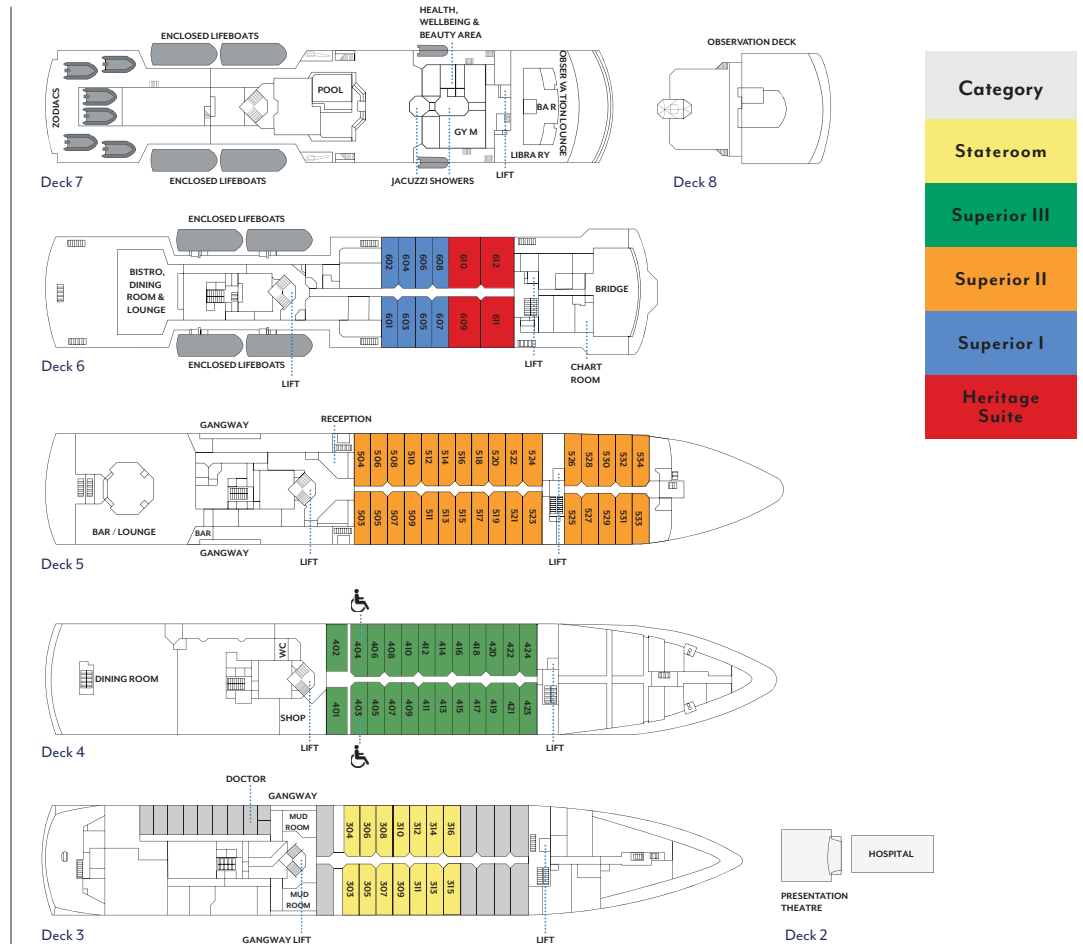 HEALTH,
WELLBEING &
BEAUTY AREA
ENCLOSED LIFEBOATS
ZODIACS
POOL
GY M
BAR
OBSERVATION LOUNGE
LIBRARY
ENCLOSED LIFEBOATS
JACUZZI SHOWERS
LIFT
Deck 7
OBSERVATION DECK
Deck 8
Category
Stateroom
Superior III
Superior II
Superior I
Heritage
Suite
ENCLOSED LIFEBOATS
BISTRO,
DINING
ROOM &
LOUNGE
602
604
606
608
610
612
601
603
605
607
609
611
BRIDGE
ENCLOSED LIFEBOATS
LIFT
LIFT
CHART
ROOM
Deck 6
GANGWAY
RECEPTION
504
506
508
510
512
514
516
518
520
522
524
526
528
530
532
534
503
505
507
509
511
513
515
517
519
521
523
525
527
529
531
533
BAR / LOUNGE
BAR
GANGWAY
LIFT
LIFT
Deck 5
WC
402
404
406
408
410
412
414
416
418
420
422
424
DINING ROOM
SHOP
401
403
405
407
409
411
413
415
417
419
421
423
LIFT
LIFT
Deck 4
DOCTOR
GANGWAY
MUD
ROOM
304
306
308
310
312
314
316
MUD
ROOM
303
305
307
309
311
313
315
GANGWAY LIFT
LIFT
Deck 3
HOSPITAL
PRESENTATION
THEATRE
Deck 2